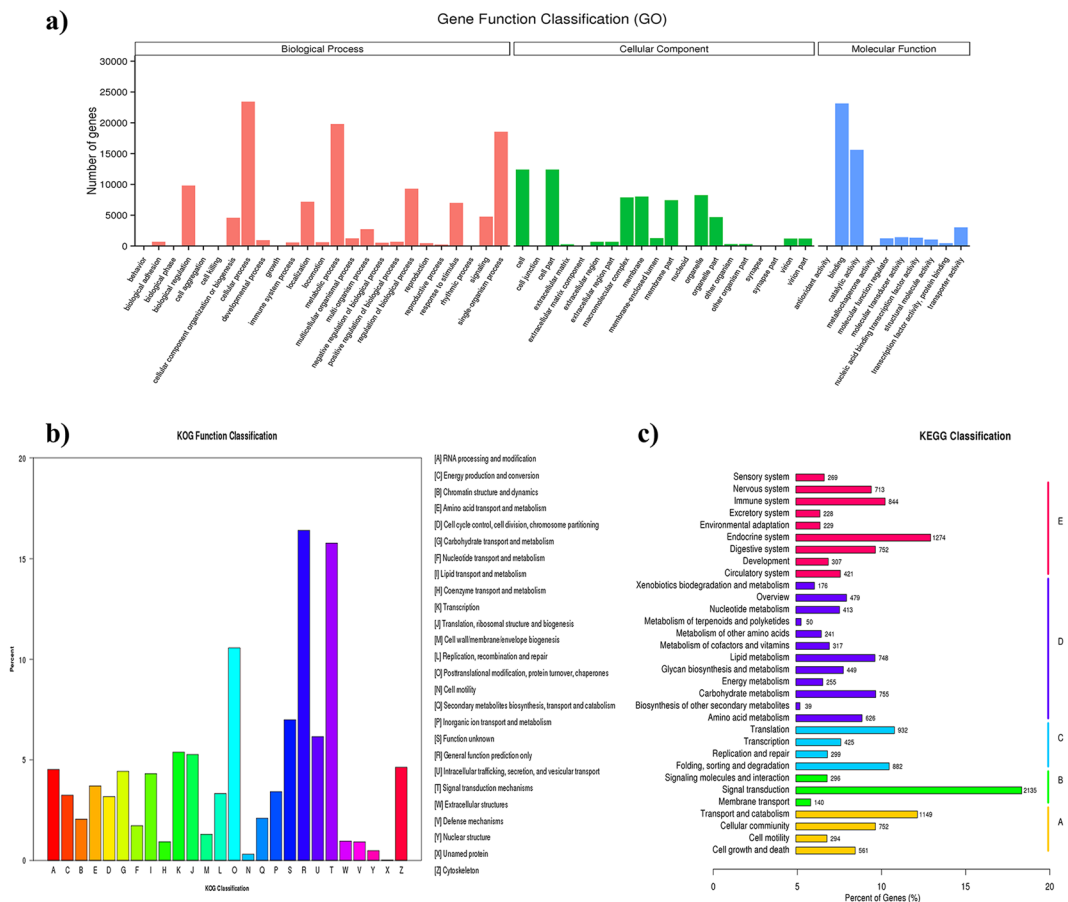 a)
Gene Function Classification (GO)
Biological Process
Cellular Component
Molecular Function
Number of genes
30000
25000
20000
15000
10000
5000
0
behavior
biological adhesion
biological phase
biological regulation
cell aggregation
cell killing
cellular component organization or biogenesis
cellular process
developmental process
growth
immune system process
localization
locomotion
metabolic process
multicellular organismal process
multi-organism process
negative regulation of biological process
positive regulation of biological process
regulation of biological process
reproduction
reproductive process
response to stimulus
rhythmic process
signaling
single-organism process
cell
cell junction
cell part
extracellular matrix
extracellular matrix component
extracellular region
extracellular region part
macromolecular complex
membrane
membrane-enclosed lumen
membrane part
nucleoid
organelle
organelle part
other organism
other organism part
synapse
synapse part
virion
virion part
antioxidant activity
binding
catalytic activity
metallochaperone activity
molecular function regulator
molecular transducer activity
nucleic acid binding transcription factor activity
structural molecule activity
transcription factor activity, protein binding
transporter activity
b)
KOG Function Classification
Percent
20
15
10
5
0
A C B E D G F I H K J M L O N Q P S R U T W V Y X Z
KOG Classification
[A] RNA processing and modification
[C] Energy production and conversion
[B] Chromatin structure and dynamics
[E] Amino acid transport and metabolism
[D] Cell cycle control, cell division, chromosome partitioning
[G] Carbohydrate transport and metabolism
[F] Nucleotide transport and metabolism
[I] Lipid transport and metabolism
[H] Coenzyme transport and metabolism
[K] Transcription
[J] Translation, ribosomal structure and biogenesis
[M] Cell wall/membrane/envelope biogenesis
[L] Replication, recombination and repair
[O] Posttranslational modification, protein turnover, chaperones
[N] Cell motility
[Q] Secondary metabolites biosynthesis, transport and catabolism
[P] Inorganic ion transport and metabolism
[S] Function unknown
[R] General function prediction only
[U] Intracellular trafficking, secretion, and vesicular transport
[T] Signal transduction mechanisms
[W] Extracellular structures
[V] Defense mechanisms
[Y] Nuclear structure
[X] Unamed protein
[Z] Cytoskeleton
c)
KEGG Classification
Sensory system 269
Nervous system 713
Immune system 844
Excretory system 228
Environmental adaptation 229
Endocrine system 1274
Digestive system 752
Development 307
Circulatory system 421
Xenobiotics biodegradation and metabolism 176
Overview 479
Nucleotide metabolism 413
Metabolism of terpenoids and polyketides 50
Metabolism of other amino acids 241
Metabolism of cofactors and vitamins 317
Lipid metabolism 748
Glycan biosynthesis and metabolism 449
Energy metabolism 255
Carbohydrate metabolism 755
Biosynthesis of other secondary metabolites 39
Amino acid metabolism 626
Translation 932
Transcription 425
Replication and repair 299
Folding, sorting and degradation 882
Signaling molecules and interaction 296
Signal transduction 2135
Membrane transport 140
Transport and catabolism 1149
Cellular commuinity 752
Cell motility 294
Cell growth and death 561
E
D
C
B
A
0 5 10 15 20
Percent of Genes (%)